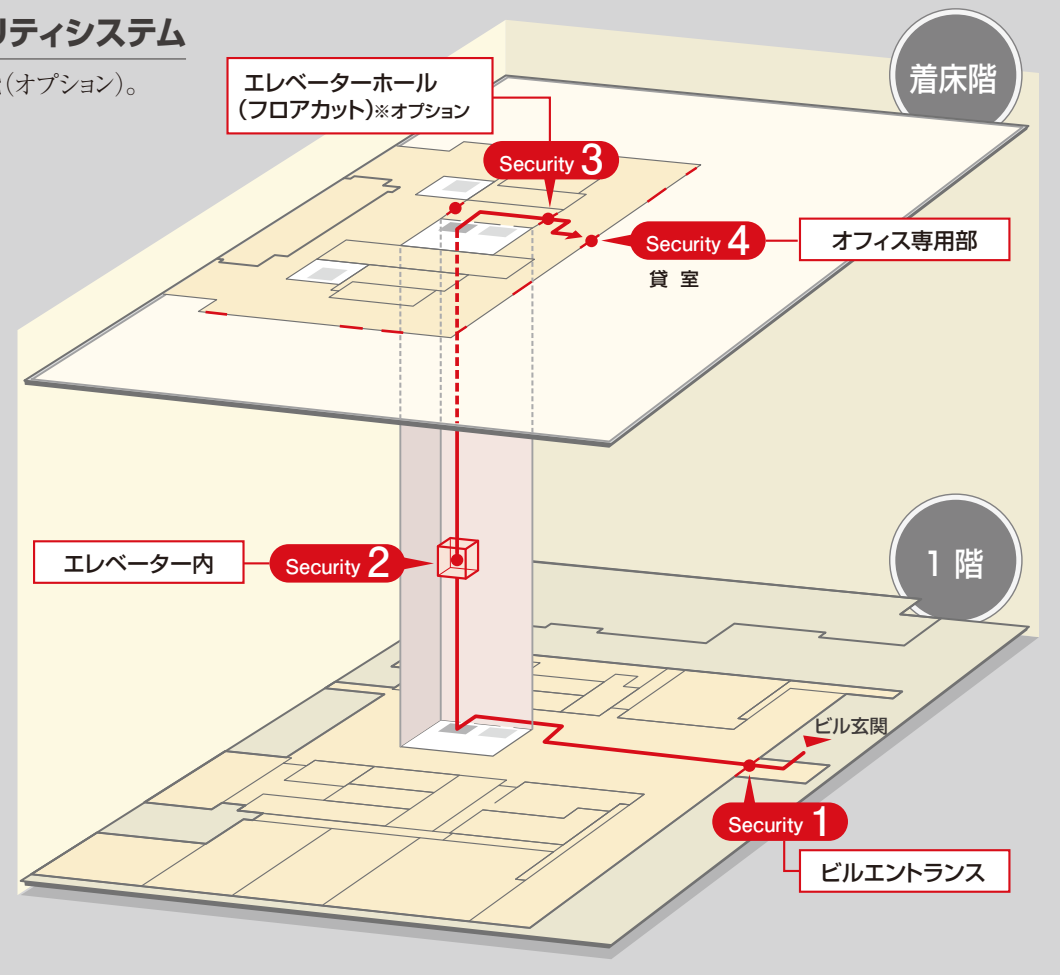 リティシステム
(オプション)。
着床階
エレベーターホール
(フロアカット)※オプション
Security 3
Security 4
オフィス専用部
貸 室
エレベーター内
Security 2
1 階
ビル玄関
Security 1
ビルエントランス